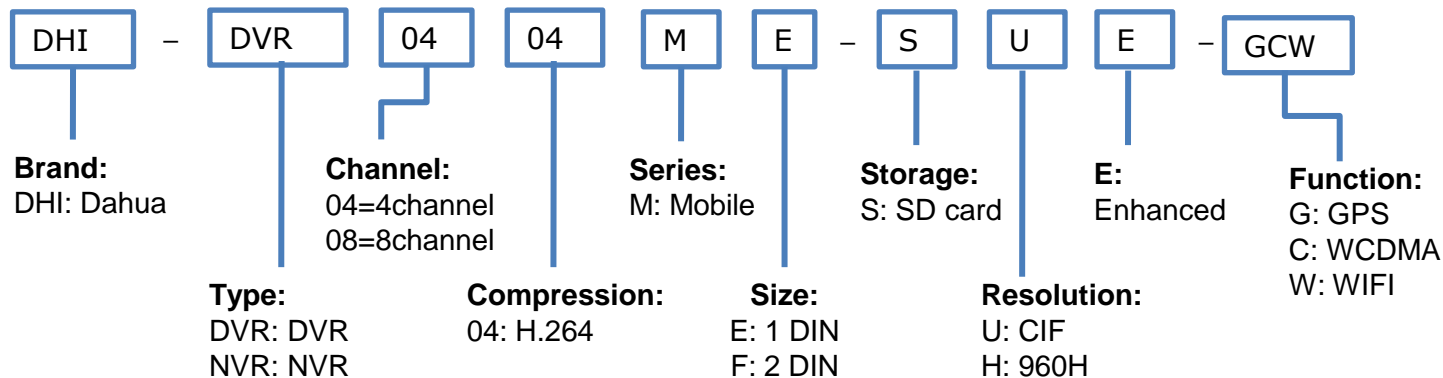 DHI – DVR 04 04 M E – S U E – GCW
Brand:
DHI: Dahua
Channel:
04=4channel
08=8channel
Series:
M: Mobile
Storage:
S: SD card
E:
Enhanced
Function:
G: GPS
C: WCDMA
W: WIFI
Type:
DVR: DVR
NVR: NVR
Compression:
04: H.264
Size:
E: 1 DIN
F: 2 DIN
Resolution:
U: CIF
H: 960H